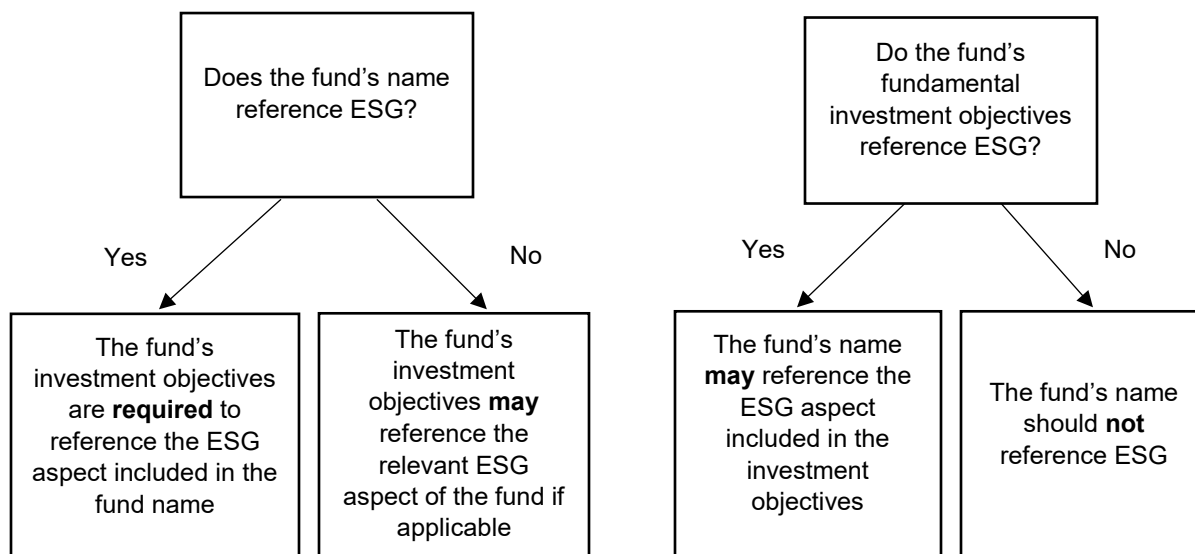 Does the fund’s name
reference ESG?
Yes
No
The fund’s
investment objectives
are required to
reference the ESG
aspect included in the
fund name
The fund’s
investment
objectives may
reference the
relevant ESG
aspect of the fund if
applicable
Do the fund’s
fundamental
investment objectives
reference ESG?
Yes
No
The fund’s name
may reference the
ESG aspect
included in the
investment
objectives
The fund’s name
should not
reference ESG